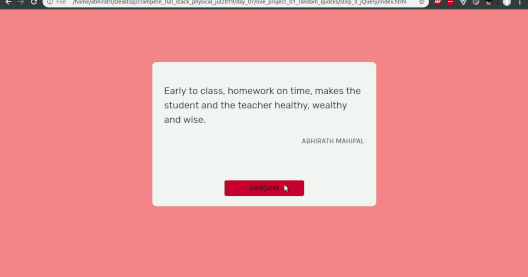 File /home/abhirath/Desktop/crampete_full_stack_physical_jul2019/day_07/live_project_01_random_quotes/step_3_jQuery/index.html
Early to class, homework on time, makes the
student and the teacher healthy, wealthy
and wise.
ABHIRATH MAHIPAL
RANDOM